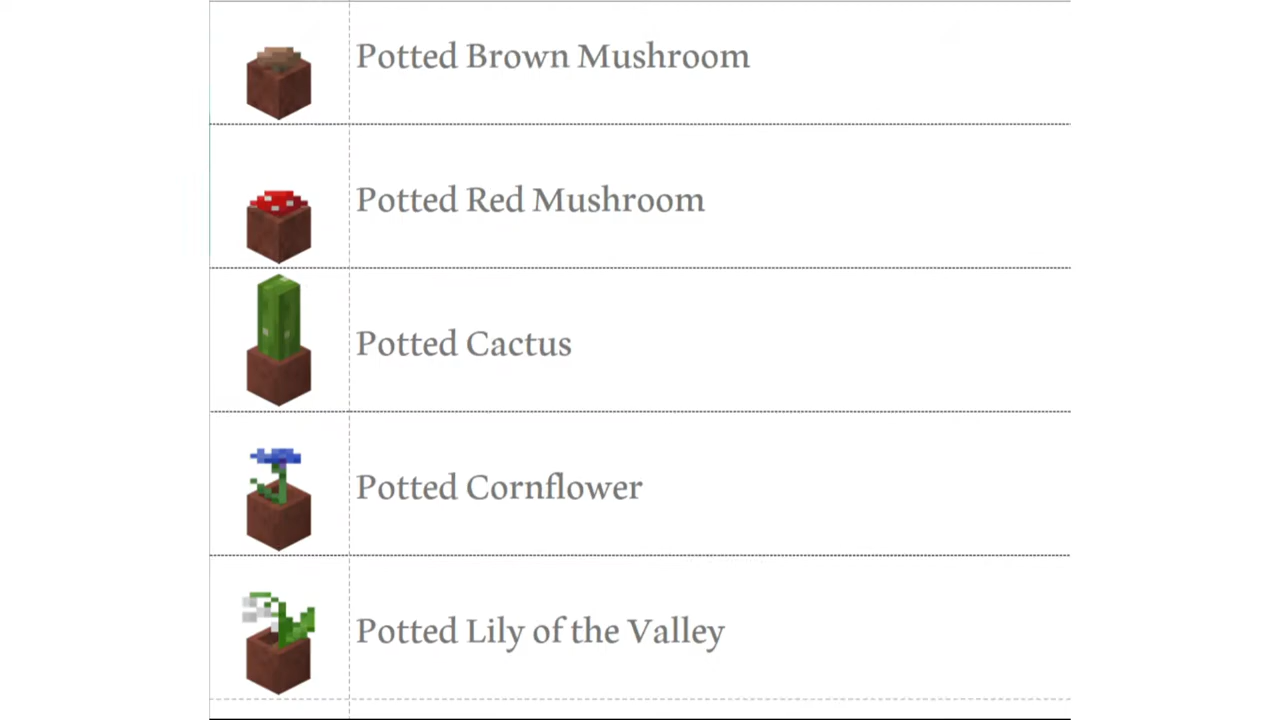 Potted Brown Mushroom
Potted Red Mushroom
Potted Cactus
Potted Cornflower
Potted Lily of the Valley